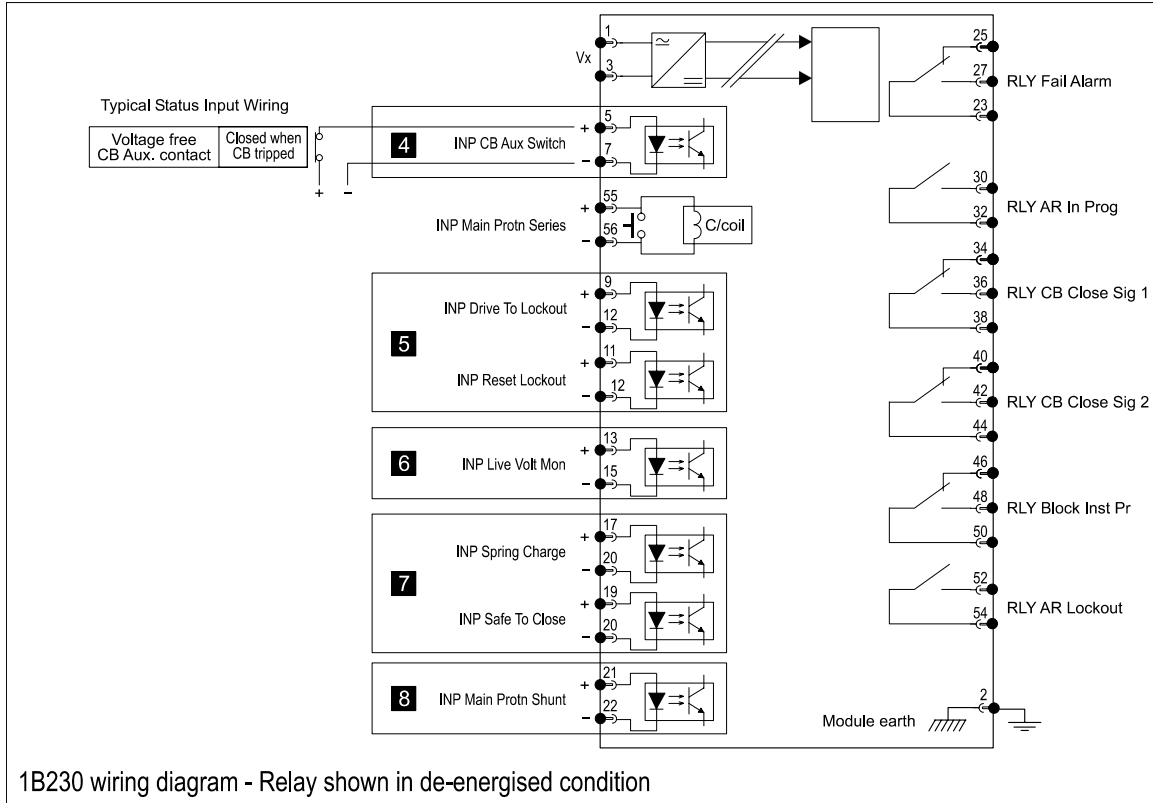 1
3
Vx
Typical Status Input Wiring
Voltage free
CB Aux. contact
Closed when
CB tripped
+ −
4
INP CB Aux Switch
+ 5
− 7
INP Main Protn Series
+ 55
− 56
C/coil
5
INP Drive To Lockout
+ 9
− 12
INP Reset Lockout
+ 11
− 12
6
INP Live Volt Mon
+ 13
− 15
7
INP Spring Charge
+ 17
− 20
INP Safe To Close
+ 19
− 20
8
INP Main Protn Shunt
+ 21
− 22
25
27
23
RLY Fail Alarm
30
32
RLY AR In Prog
34
36
38
RLY CB Close Sig 1
40
42
44
RLY CB Close Sig 2
46
48
50
RLY Block Inst Pr
52
54
RLY AR Lockout
2
Module earth
1B230 wiring diagram - Relay shown in de-energised condition